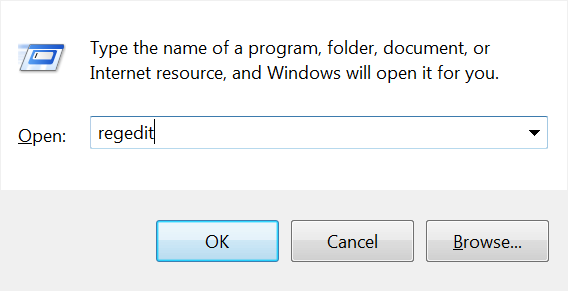 Type the name of a program, folder, document, or
Internet resource, and Windows will open it for you.
Open: regedit
OK Cancel Browse...